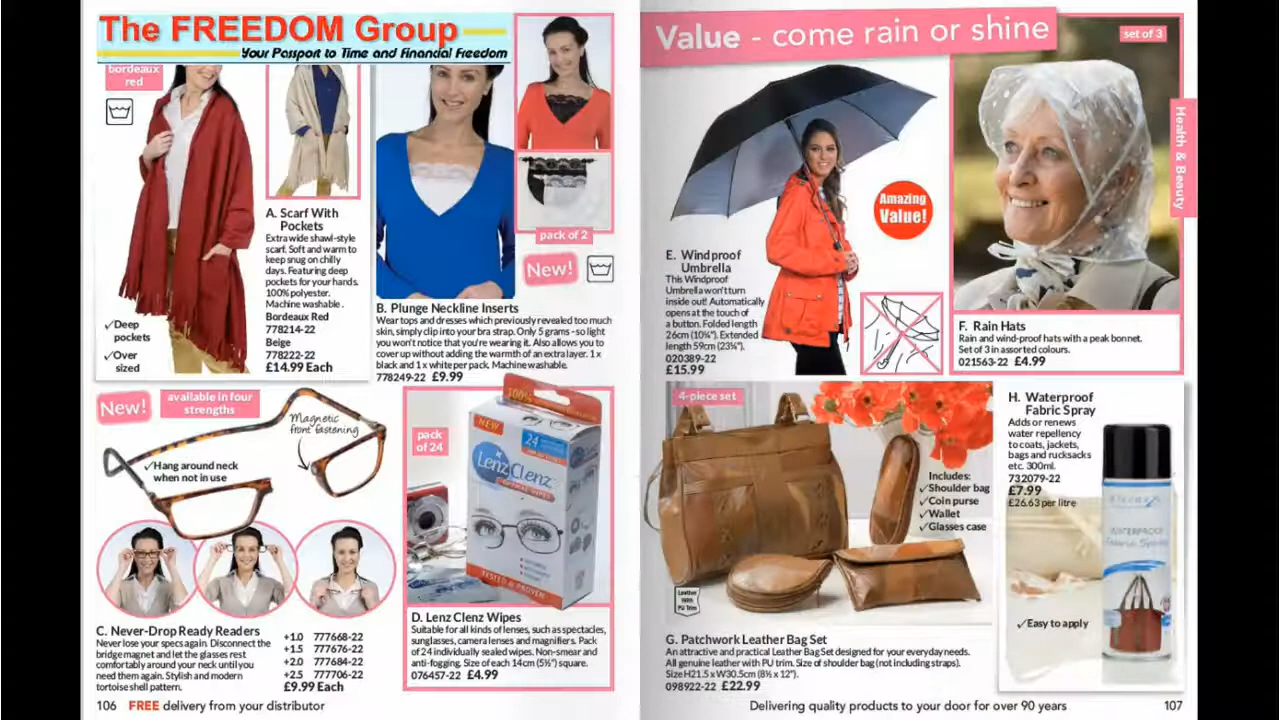 The FREEDOM Group
Your Passport to Time and Financial Freedom
bordeaux
red
A. Scarf With
Pockets
Extra wide shawl-style
scarf. Soft and warm to
keep snug on chilly
days. Featuring deep
pockets for your hands.
100% polyester.
Machine washable.
Bordeaux Red
778214-22
Beige
778222-22
£14.99 Each
✓Deep
pockets
✓Over
sized
pack of 2
New!
B. Plunge Neckline Inserts
Wear tops and dresses which previously revealed too much
skin, simply clip into your bra strap. Only 5 grams -so light
you won't notice that you're wearing it. Also allows you to
cover up without adding the warmth of an extra layer. 1 x
black and 1 x white per pack. Machine washable.
778249-22 £9.99
New!
available in four
strengths
Magnetic
front fastening
✓Hang around neck
when not in use
C. Never-Drop Ready Readers
Never lose your specs again. Disconnect the
bridge magnet and let the glasses rest
comfortably around your neck until you
need them again. Stylish and modern
tortoise shell pattern.
+1.0 777668-22
+1.5 777676-22
+2.0 777684-22
+2.5 777706-22
£9.99 Each
pack
of 24
100%
NEW
24
Lenz Clenz
TESTED & PROVEN
D. Lenz Clenz Wipes
Suitable for all kinds of lenses, such as spectacles,
sunglasses, camera lenses and magnifiers. Pack
of 24 individually sealed wipes. Non-smear and
anti-fogging. Size of each 14cm (5½") square.
076457-22 £4.99
106 FREE delivery from your distributor
Value - come rain or shine
set of 3
Health & Beauty
Amazing
Value!
E. Windproof
Umbrella
This Windproof
Umbrella won't turn
inside out! Automatically
opens at the touch of
a button. Folded length
26cm (10¼"). Extended
length 59cm (23¼").
020389-22
£15.99
F. Rain Hats
Rain and wind-proof hats with a peak bonnet.
Set of 3 in assorted colours.
021563-22 £4.99
4-piece set
Includes:
✓Shoulder bag
✓Coin purse
✓Wallet
✓Glasses case
Leather
With
PU Trim
G. Patchwork Leather Bag Set
An attractive and practical Leather Bag Set designed for your everyday needs.
All genuine leather with PU trim. Size of shoulder bag (not including straps).
Size H21.5 x W30.5cm (8½ x 12").
098922-22 £22.99
H. Waterproof
Fabric Spray
Adds or renews
water repellency
to coats, jackets,
bags and rucksacks
etc. 300ml.
732079-22
£7.99
£26.63 per litre
WATERPROOF
Fabric Spray
✓Easy to apply
Delivering quality products to your door for over 90 years 107